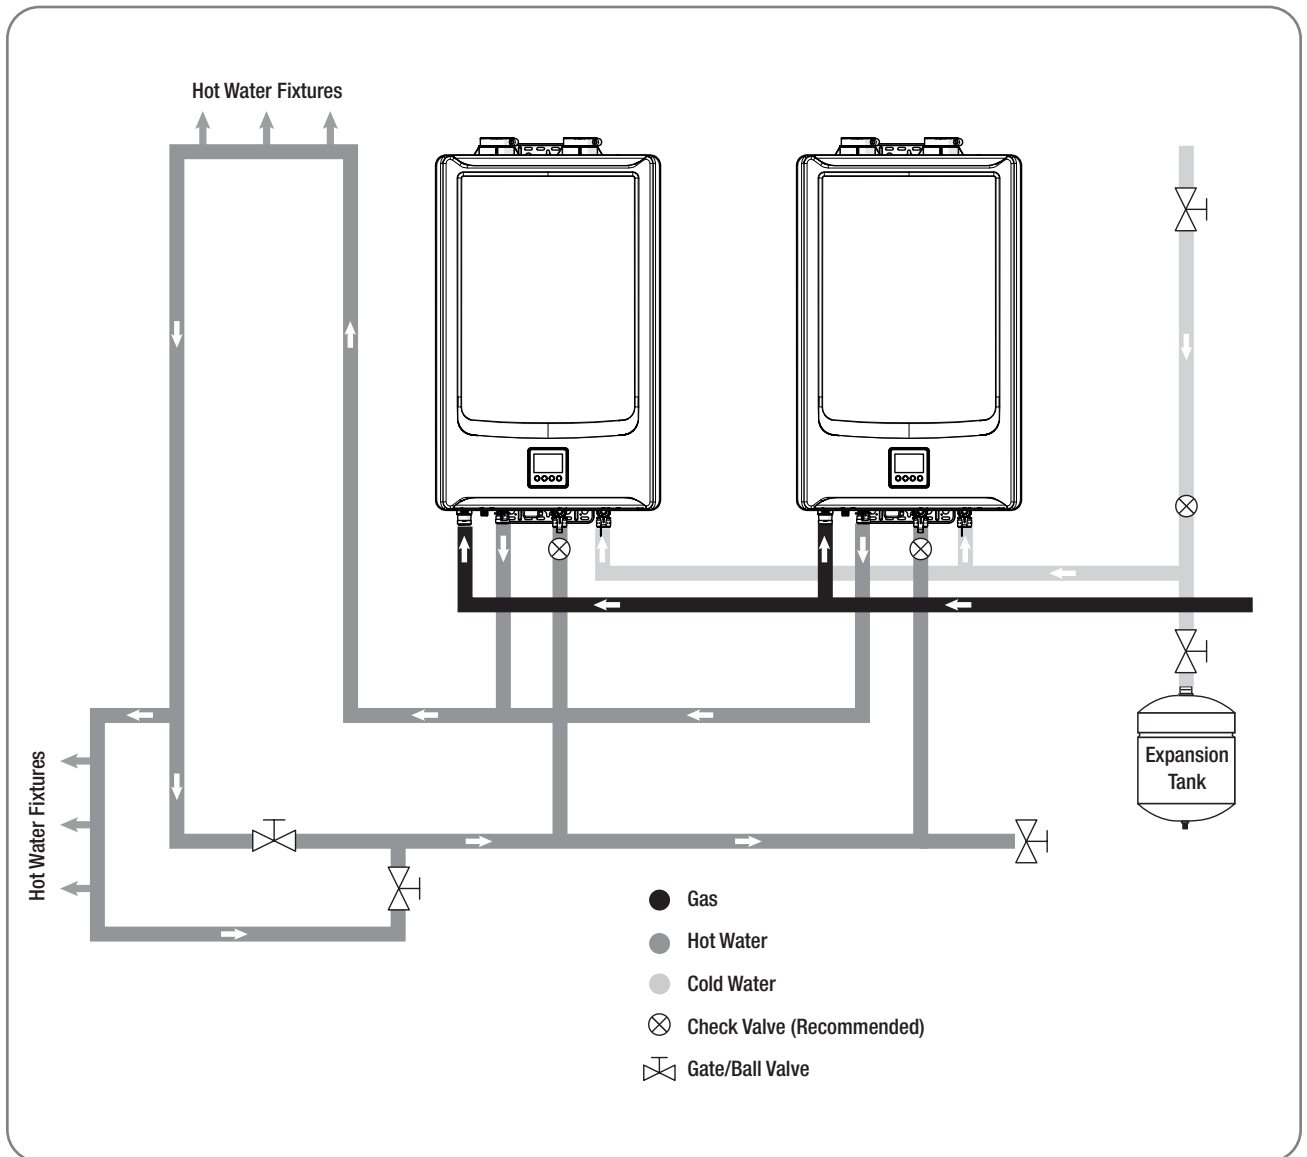 Hot Water Fixtures
Expansion
Tank
Hot Water Fixtures
Gas
Hot Water
Cold Water
Check Valve (Recommended)
Gate/Ball Valve